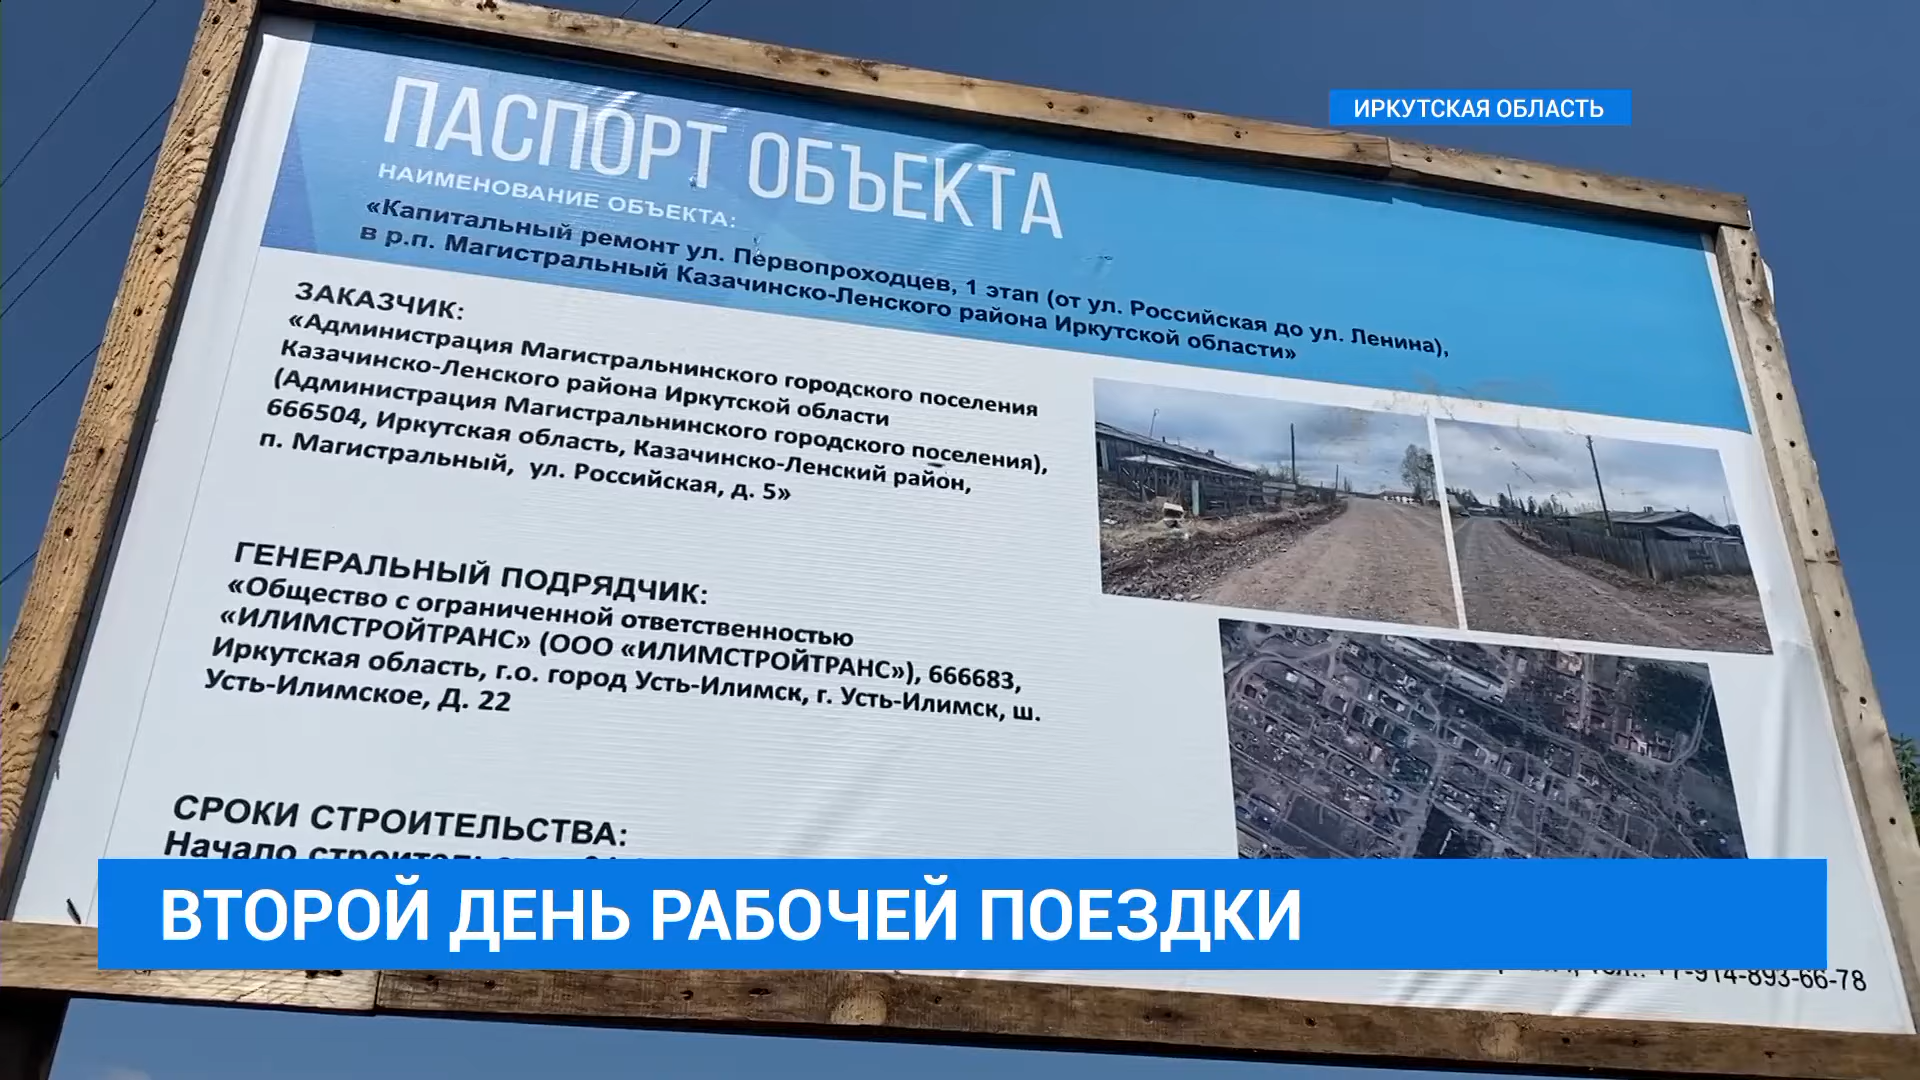 ИРКУТСКАЯ ОБЛАСТЬ
ПАСПОРТ ОБЪЕКТА
НАИМЕНОВАНИЕ ОБЪЕКТА:
«Капитальный ремонт ул. Первопроходцев, 1 этап (от ул. Российская до ул. Ленина),
в р.п. Магистральный Казачинско-Ленского района Иркутской области»
ЗАКАЗЧИК:
«Администрация Магистральнинского городского поселения
Казачинско-Ленского района Иркутской области
(Администрация Магистральнинского городского поселения),
666504, Иркутская область, Казачинско-Ленский район,
п. Магистральный, ул. Российская, д. 5»
ГЕНЕРАЛЬНЫЙ ПОДРЯДЧИК:
«Общество с ограниченной ответственностью
«ИЛИМСТРОЙТРАНС» (ООО «ИЛИМСТРОЙТРАНС»), 666683,
Иркутская область, г.о. город Усть-Илимск, г. Усть-Илимск, ш.
Усть-Илимское, Д. 22
СРОКИ СТРОИТЕЛЬСТВА:
Начало
ВТОРОЙ ДЕНЬ РАБОЧЕЙ ПОЕЗДКИ
+7-914-893-66-78